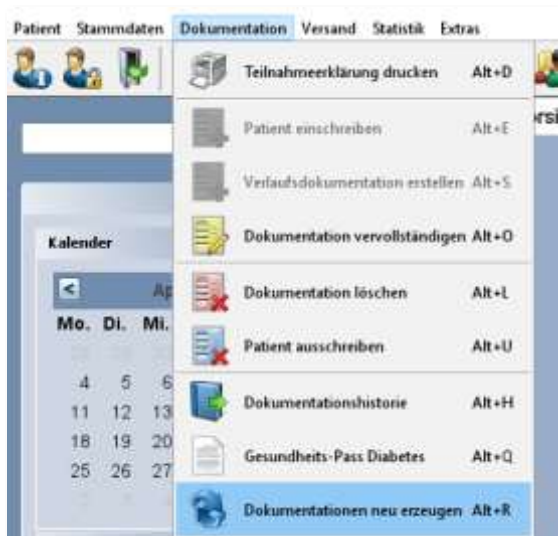 Patient Stammdaten Dokumentation Versand Statistik Extras
Teilnahmeerklärung drucken Alt+D
Patient einschreiben Alt+E
Verlaufsdokumentation erstellen Alt+S
Kalender
Dokumentation vervollständigen Alt+O
<
Mo. Di. Mi.
Dokumentation löschen Alt+L
Patient ausschreiben Alt+U
4 5 6
11 12 13
Dokumentationshistorie Alt+H
18 19 20
Gesundheits-Pass Diabetes Alt+Q
25 26 27
Dokumentationen neu erzeugen Alt+R